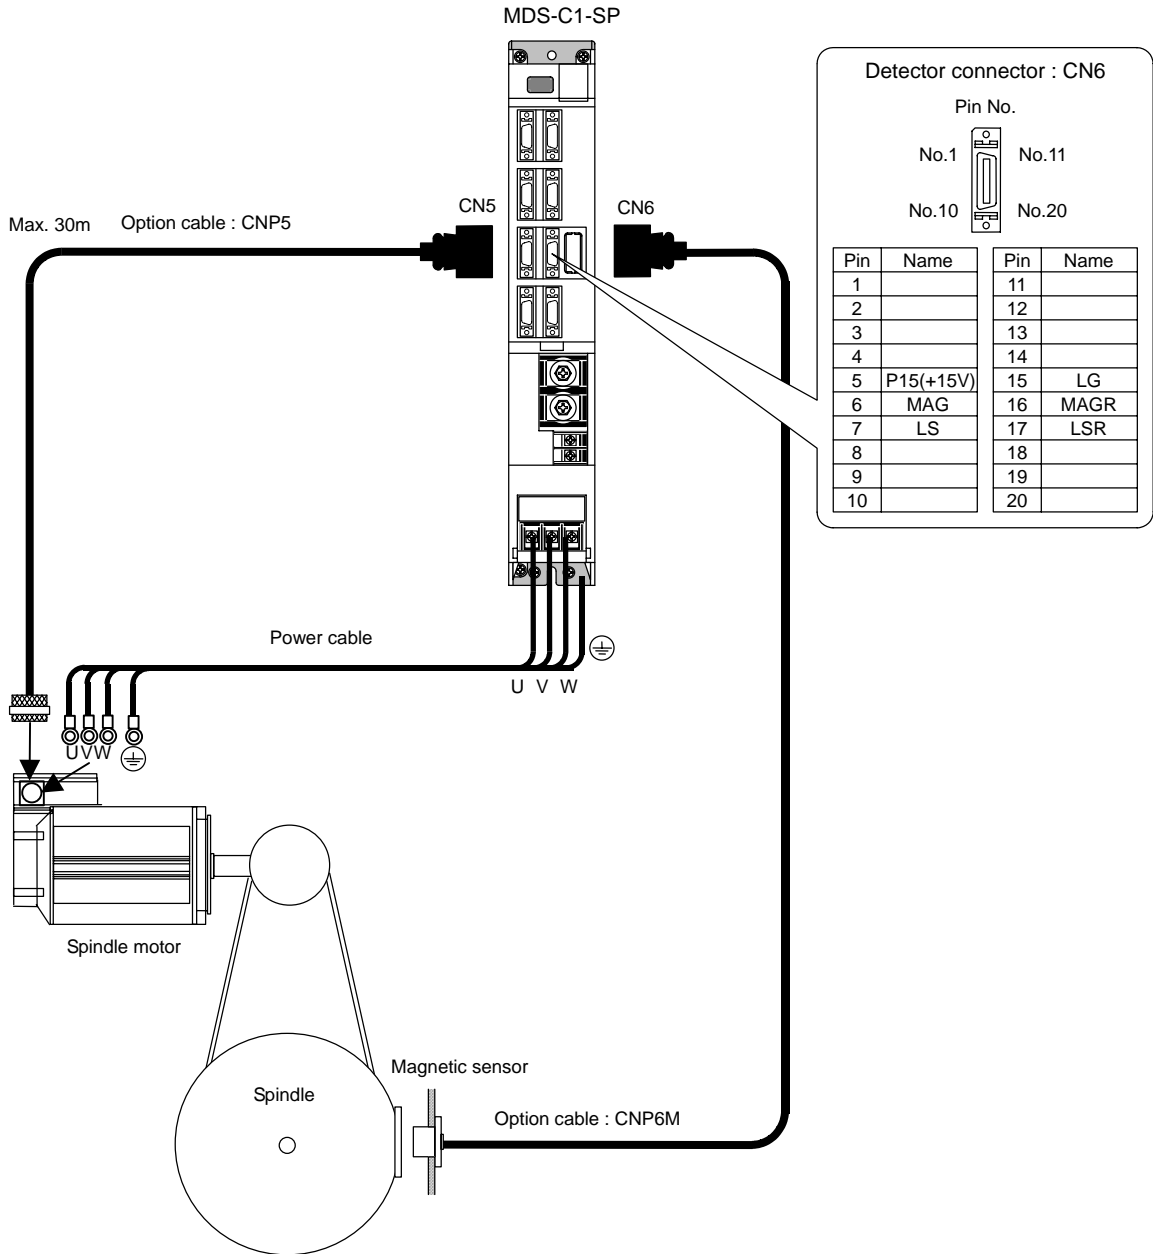 MDS-C1-SP
Detector connector : CN6
Pin No.
No.1 No.11
No.10 No.20
Pin Name Pin Name
1 11
2 12
3 13
4 14
5 P15(+15V) 15 LG
6 MAG 16 MAGR
7 LS 17 LSR
8 18
9 19
10 20
CN5
CN6
Max. 30m
Option cable : CNP5
Power cable
U V W
U V W
Spindle motor
Magnetic sensor
Spindle
Option cable : CNP6M